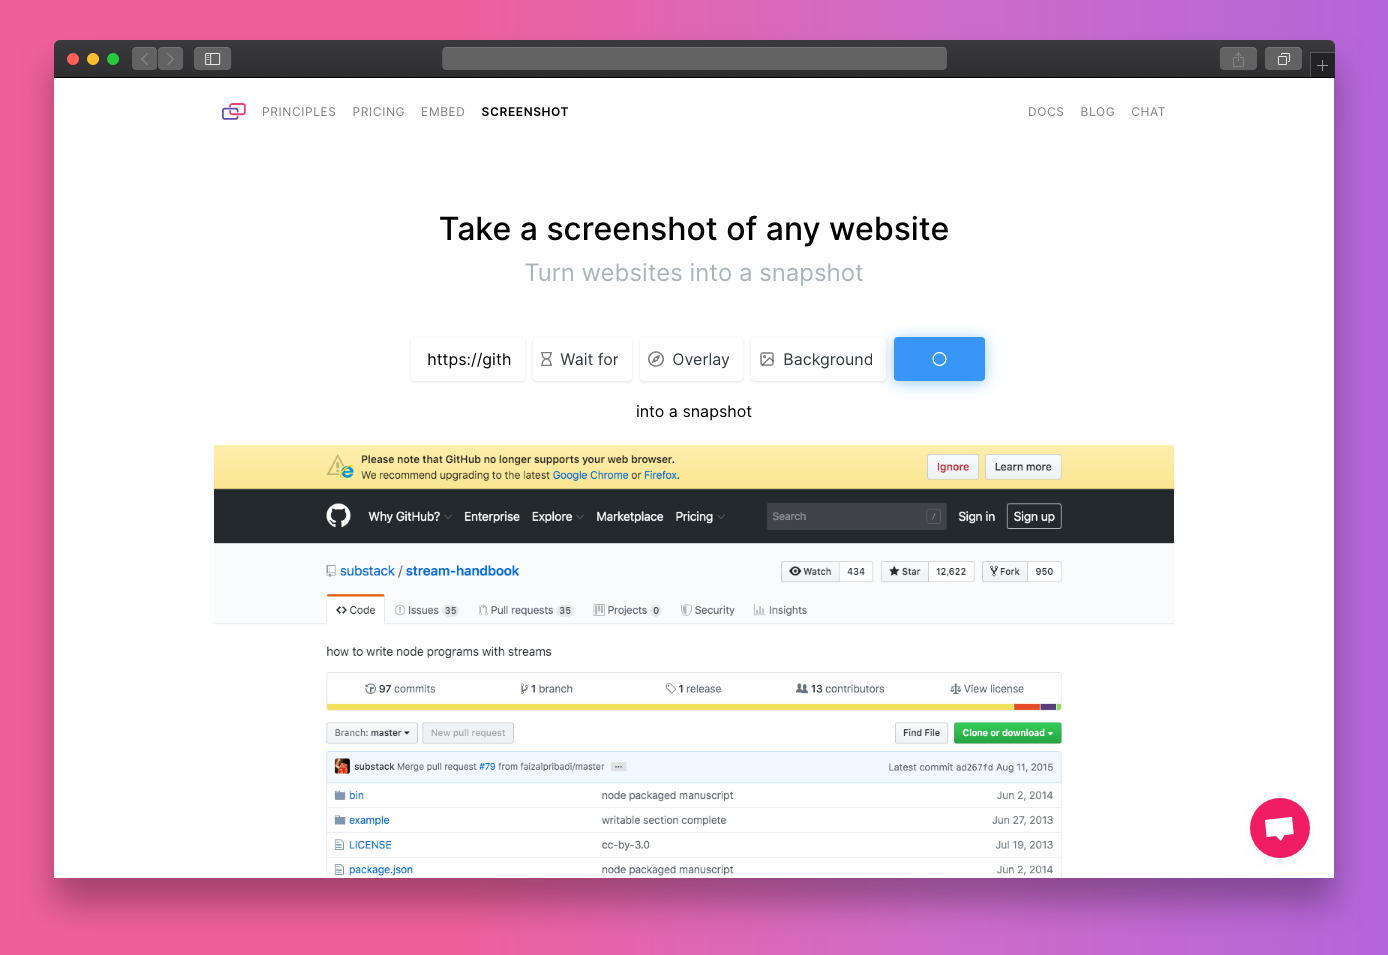 PRINCIPLES PRICING EMBED SCREENSHOT DOCS BLOG CHAT
Take a screenshot of any website
Turn websites into a snapshot
https://gith Wait for Overlay Background
into a snapshot
Please note that GitHub no longer supports your web browser.
We recommend upgrading to the latest Google Chrome or Firefox.
Ignore Learn more
Why GitHub? Enterprise Explore Marketplace Pricing Search / Sign in Sign up
substack / stream-handbook Watch 434 Star 12,622 Fork 950
Code Issues 35 Pull requests 35 Projects 0 Security Insights
how to write node programs with streams
97 commits 1 branch 1 release 13 contributors View license
Branch: master New pull request Find File Clone or download
substack Merge pull request #79 from faizalpribadi/master ... Latest commit ad267fd Aug 11, 2015
bin node packaged manuscript Jun 2, 2014
example writable section complete Jun 27, 2013
LICENSE cc-by-3.0 Jul 19, 2013
package.json node packaged manuscript Jun 2, 2014